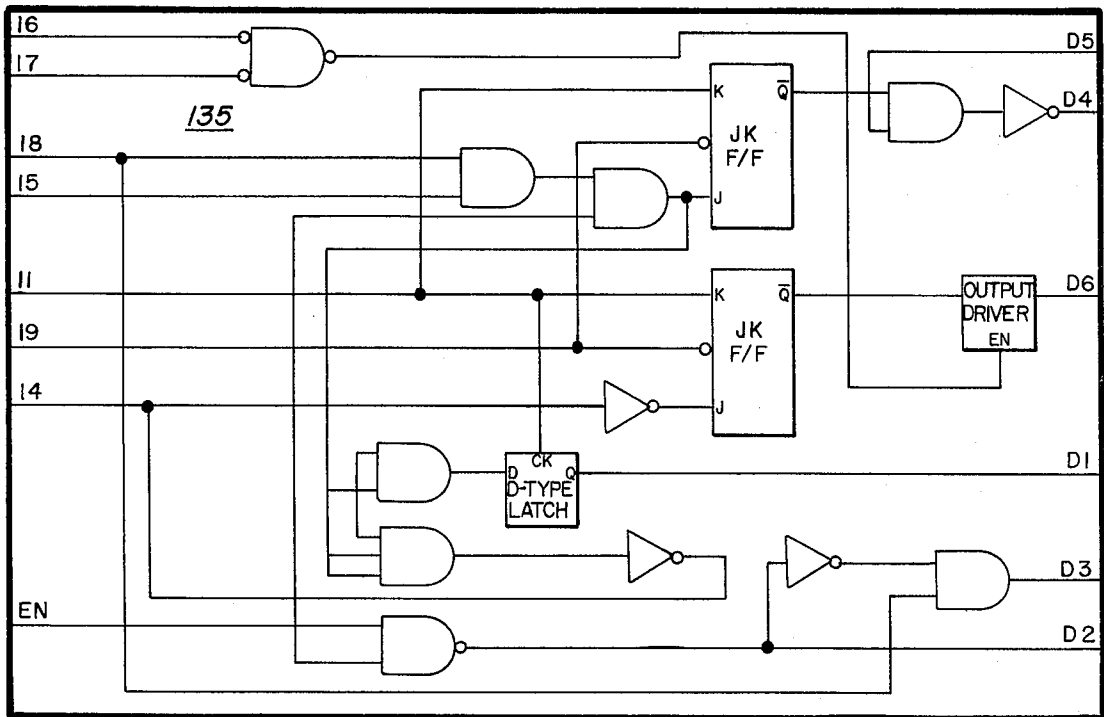 I6
I7
135
I8
I5
I1
I9
I4
EN
K
Q̅
JK
F/F
J
K
Q̅
JK
F/F
J
CK
D
Q
D-TYPE
LATCH
OUTPUT
DRIVER
EN
D5
D4
D6
D1
D3
D2